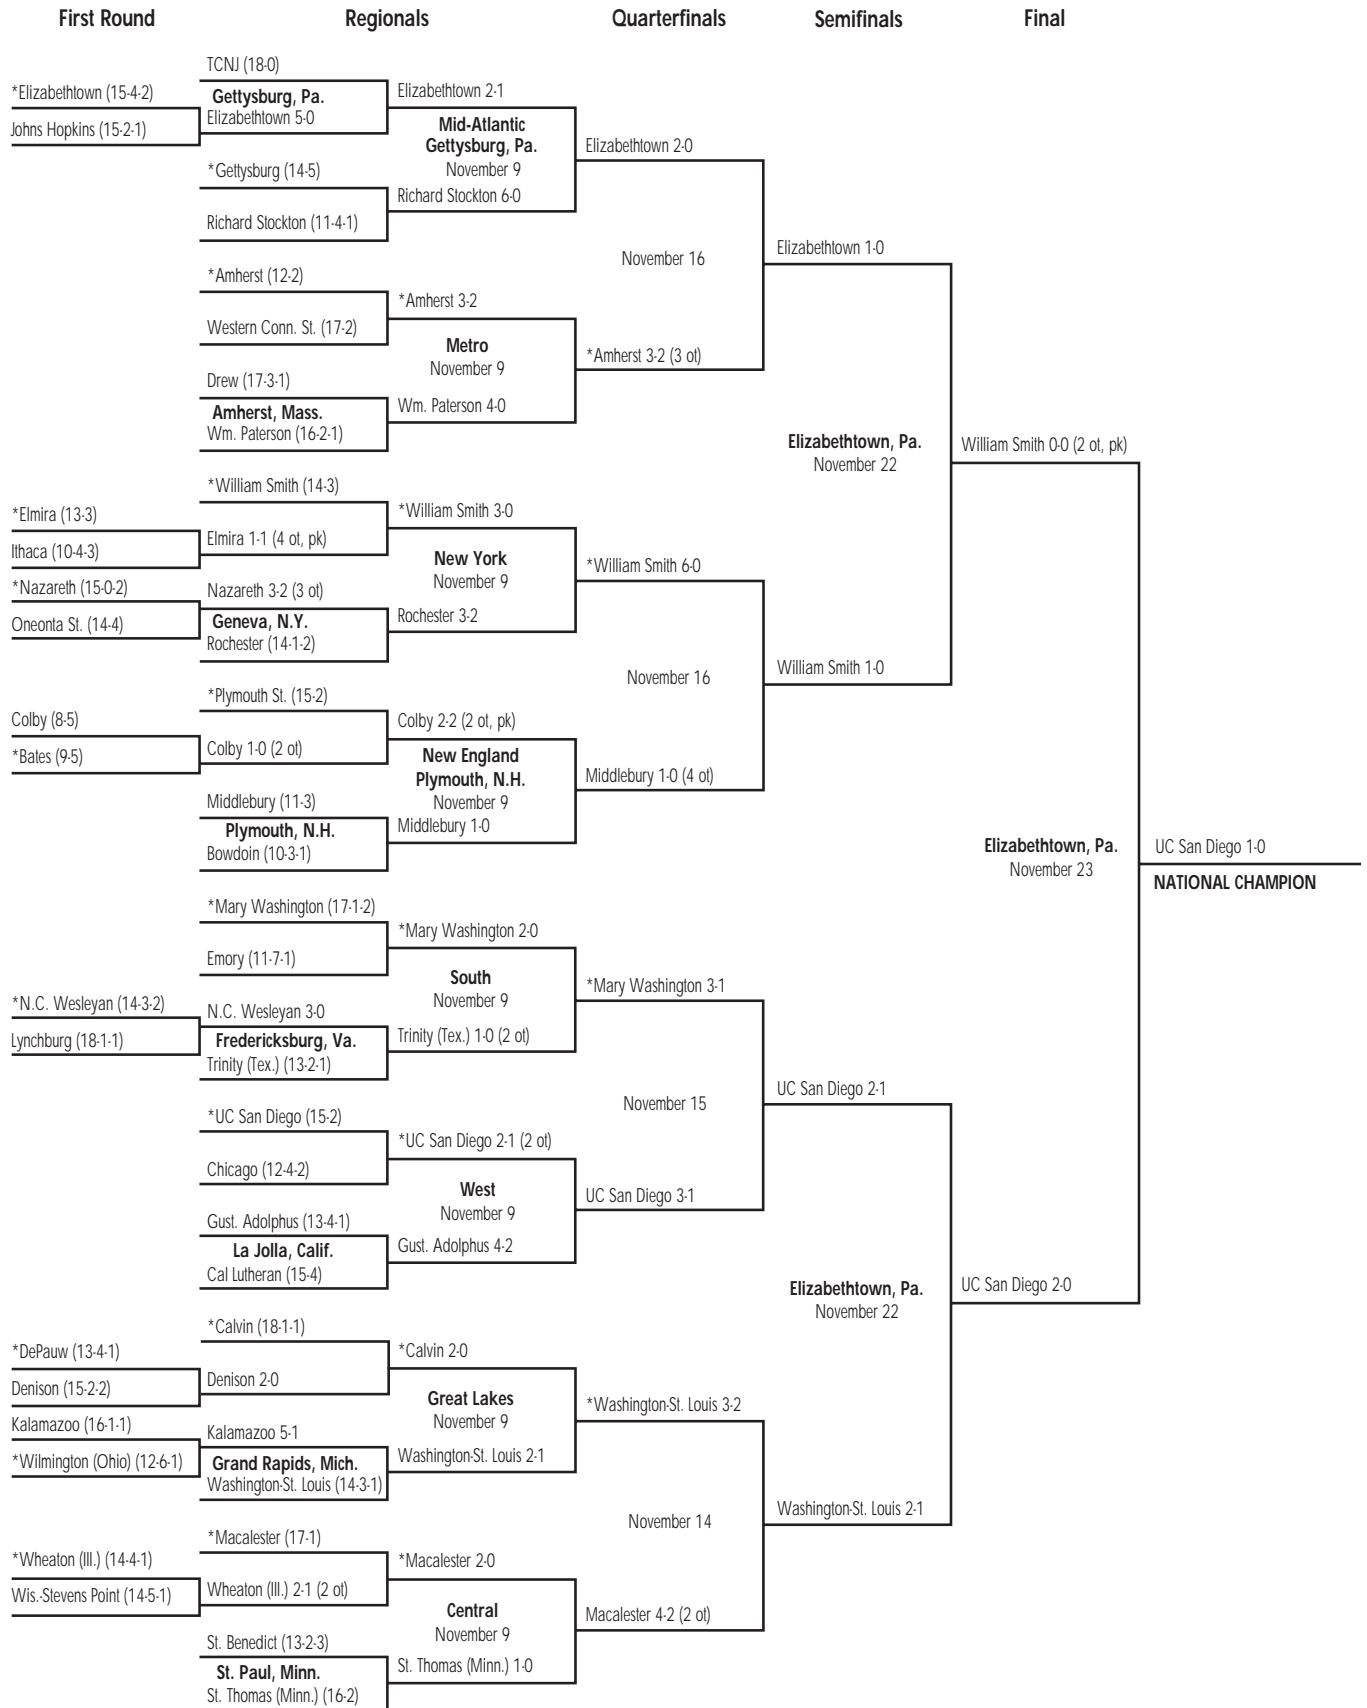 First Round
Regionals
Quarterfinals
Semifinals
Final
*Elizabethtown (15-4-2)
Johns Hopkins (15-2-1)
*Elmira (13-3)
Ithaca (10-4-3)
*Nazareth (15-0-2)
Oneonta St. (14-4)
Colby (8-5)
*Bates (9-5)
*N.C. Wesleyan (14-3-2)
Lynchburg (18-1-1)
*DePauw (13-4-1)
Denison (15-2-2)
Kalamazoo (16-1-1)
*Wilmington (Ohio) (12-6-1)
*Wheaton (Ill.) (14-4-1)
Wis.-Stevens Point (14-5-1)
TCNJ (18-0)
Gettysburg, Pa.
Elizabethtown 5-0
*Gettysburg (14-5)
Richard Stockton (11-4-1)
*Amherst (12-2)
Western Conn. St. (17-2)
Drew (17-3-1)
Amherst, Mass.
Wm. Paterson (16-2-1)
*William Smith (14-3)
Elmira 1-1 (4 ot, pk)
Nazareth 3-2 (3 ot)
Geneva, N.Y.
Rochester (14-1-2)
*Plymouth St. (15-2)
Colby 1-0 (2 ot)
Middlebury (11-3)
Plymouth, N.H.
Bowdoin (10-3-1)
*Mary Washington (17-1-2)
Emory (11-7-1)
N.C. Wesleyan 3-0
Fredericksburg, Va.
Trinity (Tex.) (13-2-1)
*UC San Diego (15-2)
Chicago (12-4-2)
Gust. Adolphus (13-4-1)
La Jolla, Calif.
Cal Lutheran (15-4)
*Calvin (18-1-1)
Denison 2-0
Kalamazoo 5-1
Grand Rapids, Mich.
Washington-St. Louis (14-3-1)
*Macalester (17-1)
Wheaton (Ill.) 2-1 (2 ot)
St. Benedict (13-2-3)
St. Paul, Minn.
St. Thomas (Minn.) (16-2)
Elizabethtown 2-1
Mid-Atlantic
Gettysburg, Pa.
November 9
Richard Stockton 6-0
*Amherst 3-2
Metro
November 9
Wm. Paterson 4-0
*William Smith 3-0
New York
November 9
Rochester 3-2
Colby 2-2 (2 ot, pk)
New England
Plymouth, N.H.
November 9
Middlebury 1-0
*Mary Washington 2-0
South
November 9
Trinity (Tex.) 1-0 (2 ot)
*UC San Diego 2-1 (2 ot)
West
November 9
Gust. Adolphus 4-2
*Calvin 2-0
Great Lakes
November 9
Washington-St. Louis 2-1
*Macalester 2-0
Central
November 9
St. Thomas (Minn.) 1-0
Elizabethtown 2-0
November 16
*Amherst 3-2 (3 ot)
*William Smith 6-0
November 16
Middlebury 1-0 (4 ot)
*Mary Washington 3-1
November 15
UC San Diego 3-1
*Washington-St. Louis 3-2
November 14
Macalester 4-2 (2 ot)
Elizabethtown 1-0
Elizabethtown, Pa.
November 22
William Smith 1-0
UC San Diego 2-1
Elizabethtown, Pa.
November 22
Washington-St. Louis 2-1
William Smith 0-0 (2 ot, pk)
Elizabethtown, Pa.
November 23
UC San Diego 2-0
UC San Diego 1-0
NATIONAL CHAMPION